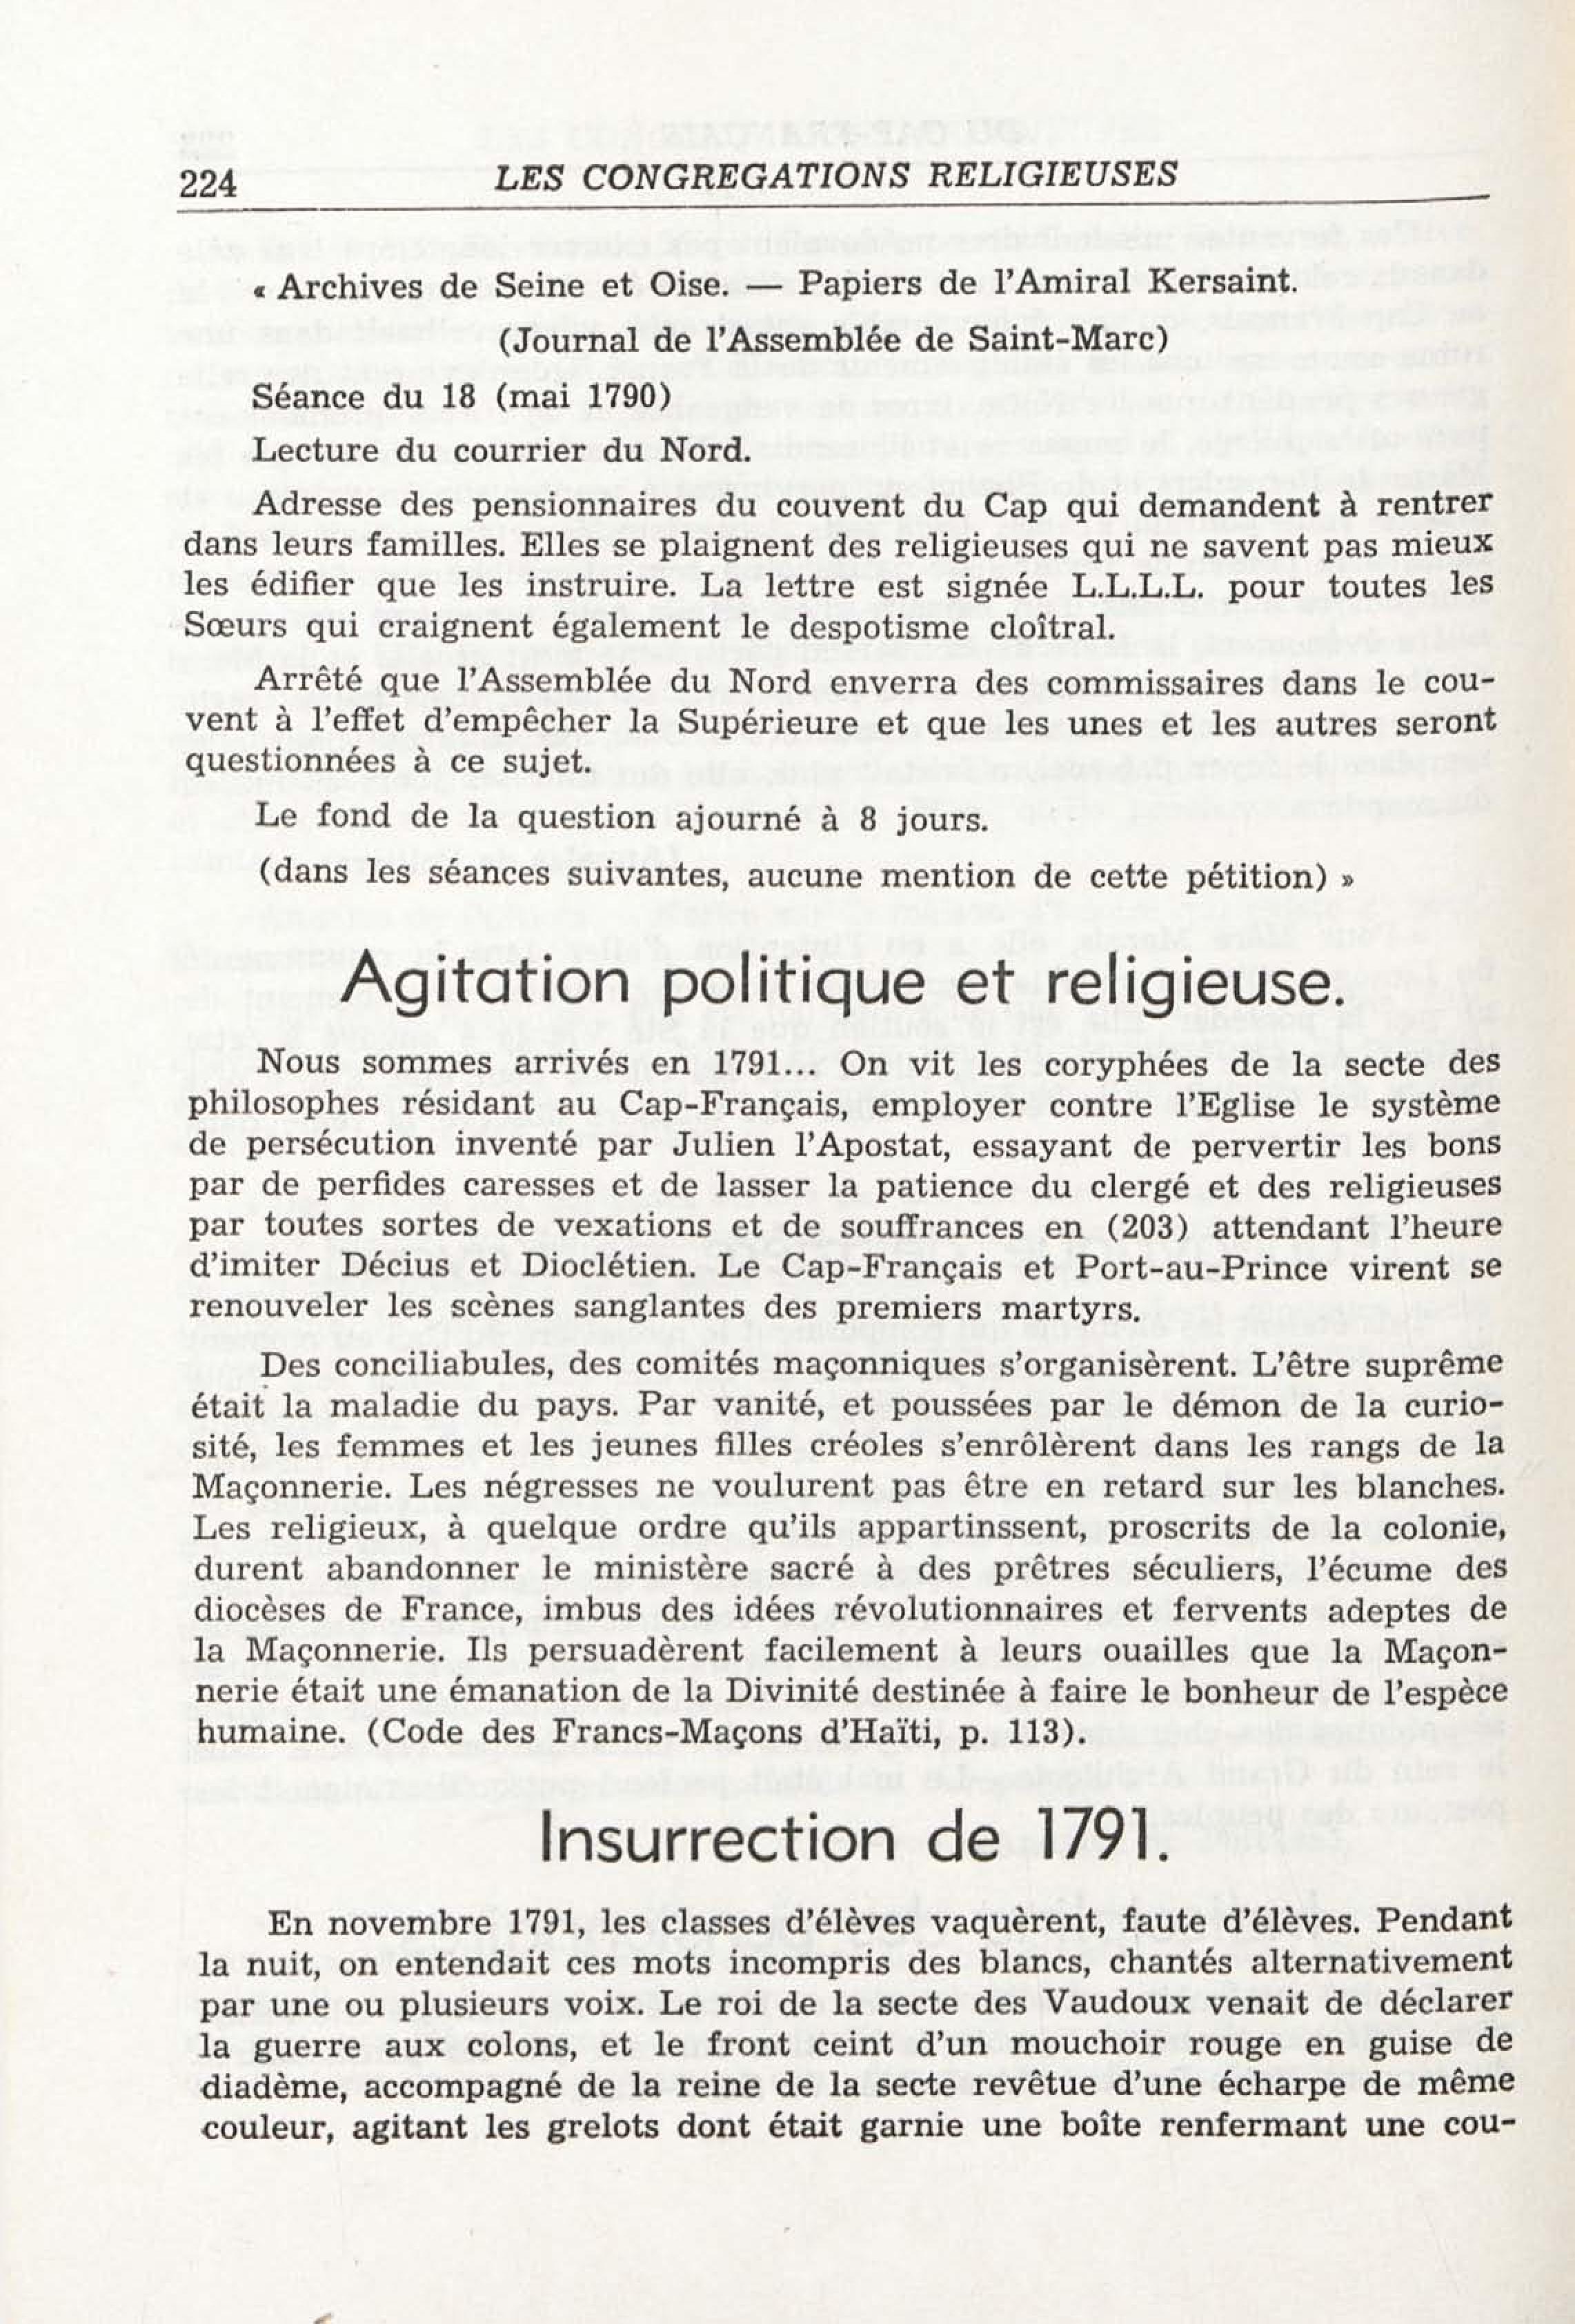 224
LES CONGREGATIONS RELIGIEUSES
« Archives de Seine et Oise. — Papiers de l'Amiral Kersaint.
(Journal de l'Assemblée de Saint-Marc)
Séance du 18 (mai 1790)
Lecture du courrier du Nord.
Adresse des pensionnaires du couvent du Cap qui demandent à rentrer
dans leurs familles. Elles se plaignent des religieuses qui ne savent pas mieux
les édifier que les instruire. La lettre est signée L.L.L.L. pour toutes les
Sœurs qui craignent également le despotisme cloîtral.
Arrêté que l'Assemblée du Nord enverra des commissaires dans le cou-
vent à l'effet d'empêcher la Supérieure et que les unes et les autres seront
questionnées à ce sujet.
Le fond de la question ajourné à 8 jours.
(dans les séances suivantes, aucune mention de cette pétition) »
Agitation politique et religieuse.
Nous sommes arrivés en 1791... On vit les coryphées de la secte des
philosophes résidant au Cap-Français, employer contre l'Eglise le système
de persécution inventé par Julien l'Apostat, essayant de pervertir les bons
par de perfides caresses et de lasser la patience du clergé et des religieuses
par toutes sortes de vexations et de souffrances en (203) attendant l'heure
d'imiter Décius et Dioclétien. Le Cap-Français et Port-au-Prince virent se
renouveler les scènes sanglantes des premiers martyrs.
Des conciliabules, des comités maçonniques s'organisèrent. L'être suprême
était la maladie du pays. Par vanité, et poussées par le démon de la curio-
sité, les femmes et les jeunes filles créoles s'enrôlèrent dans les rangs de la
Maçonnerie. Les négresses ne voulurent pas être en retard sur les blanches.
Les religieux, à quelque ordre qu'ils appartinssent, proscrits de la colonie,
durent abandonner le ministère sacré à des prêtres séculiers, l'écume des
diocèses de France, imbus des idées révolutionnaires et fervents adeptes de
la Maçonnerie. Ils persuadèrent facilement à leurs ouailles que la Maçon-
nerie était une émanation de la Divinité destinée à faire le bonheur de l'espèce
humaine. (Code des Francs-Maçons d'Haïti, p. 113).
Insurrection de 1791.
En novembre 1791, les classes d'élèves vaquèrent, faute d'élèves. Pendant
la nuit, on entendait ces mots incompris des blancs, chantés alternativement
par une ou plusieurs voix. Le roi de la secte des Vaudoux venait de déclarer
la guerre aux colons, et le front ceint d'un mouchoir rouge en guise de
diadème, accompagné de la reine de la secte revêtue d'une écharpe de même
couleur, agitant les grelots dont était garnie une boîte renfermant une cou-